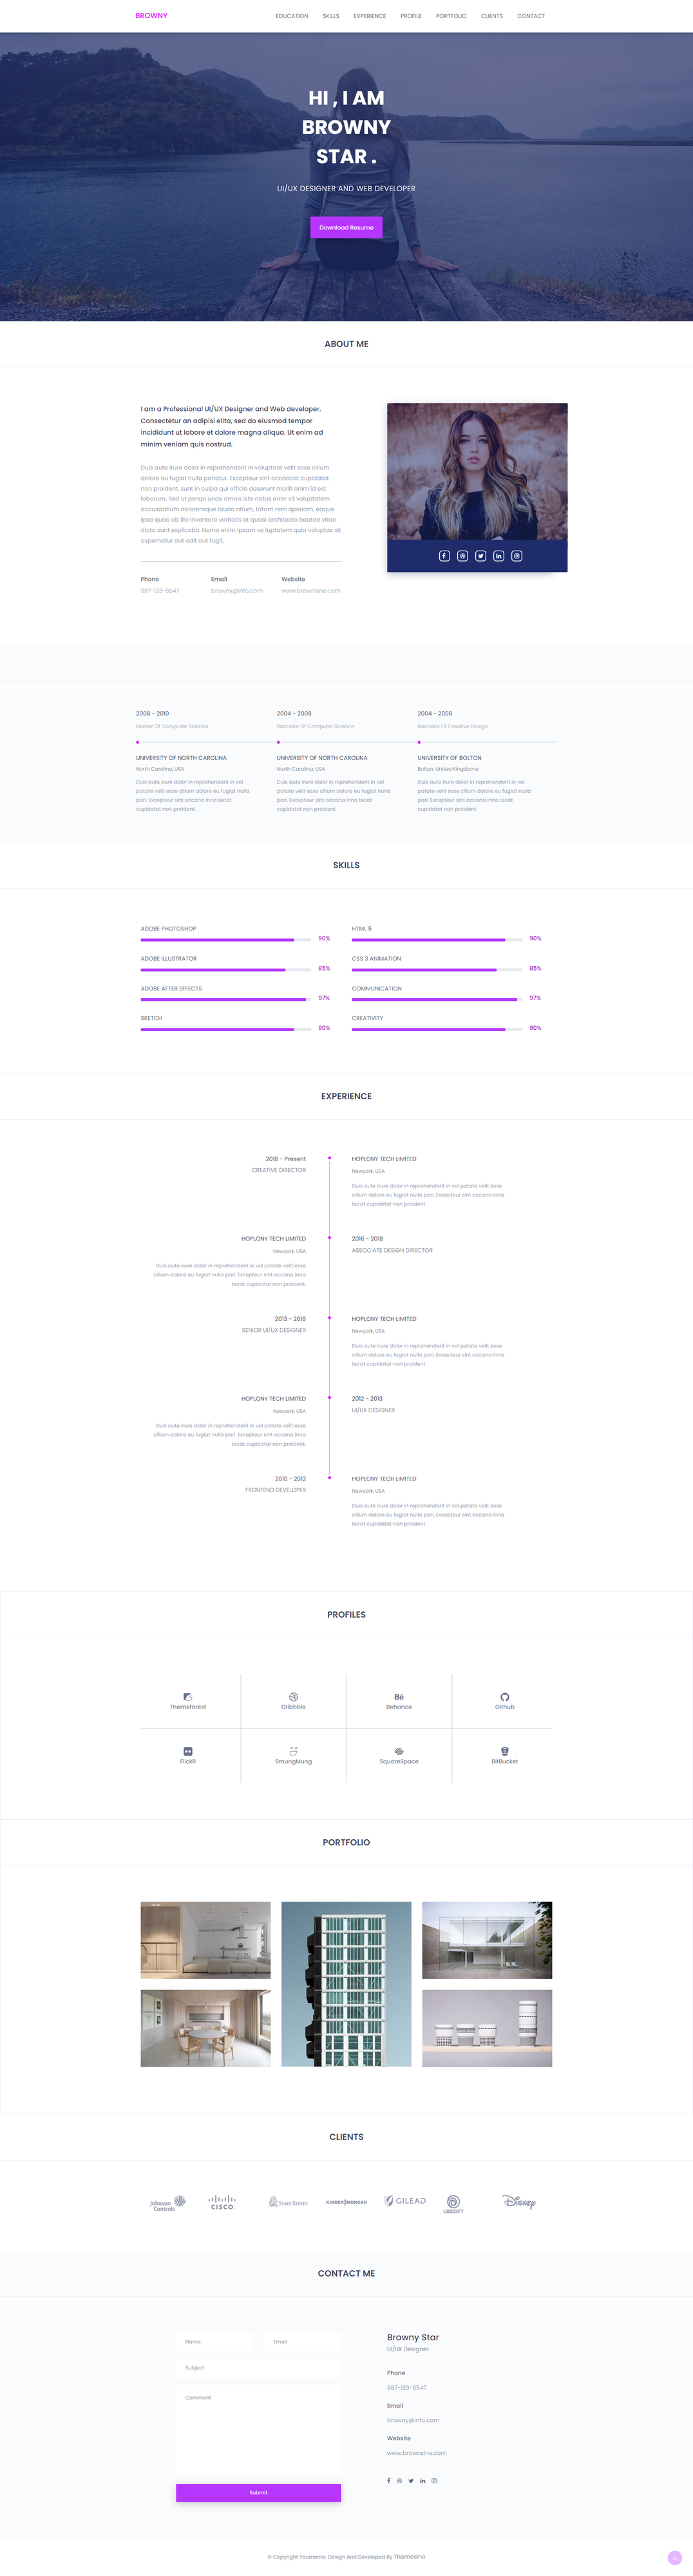 BROWNY
EDUCATION SKILLS EXPERIENCE PROFILE PORTFOLIO CLIENTS CONTACT
HI , I AM
BROWNY
STAR .
UI/UX DESIGNER AND WEB DEVELOPER
Download Resume
ABOUT ME
I am a Professional UI/UX Designer and Web developer.
Consectetur an adipisi elita, sed do eiusmod tempor
incididunt ut labore et dolore magna aliqua. Ut enim ad
minim veniam quis nostrud.
Duis aute irure dolor in reprehenderit in voluptate velit esse cillum
dolore eu fugiat nulla pariatur. Excepteur sint occaecat cupidatat
non proident, sunt in culpa qui officia deserunt mollit anim id est
laborum. Sed ut perspi unde omnis iste natus error sit voluptatem
accusantium doloremque lauda ntium, totam rem aperiam, eaque
ipsa quae ab illo inventore veritatis et quasi architecto beatae vitae
dicta sunt explicabo. Nemo enim ipsam vo luptatem quia voluptas sit
aspernatur aut odit aut fugit,
Phone
987-123-6547
Email
browny@info.com
Website
www.brownsine.com
2008 - 2010
Master Of Computer Science
UNIVERSITY OF NORTH CAROLINA
North Carolina, USA
Duis aute irure dolor in reprehenderit in vol
patate velit esse cillum dolore eu fugiat nulla
pari. Excepteur sint occana inna tecat
cupidatat non proident.
2004 - 2008
Bachelor Of Computer Science
UNIVERSITY OF NORTH CAROLINA
North Carolina, USA
Duis aute irure dolor in reprehenderit in vol
patate velit esse cillum dolore eu fugiat nulla
pari. Excepteur sint occana inna tecat
cupidatat non proident.
2004 - 2008
Bachelor Of Creative Design
UNIVERSITY OF BOLTON
Bolton, United Kingdome
Duis aute irure dolor in reprehenderit in vol
patate velit esse cillum dolore eu fugiat nulla
pari. Excepteur sint occana inna tecat
cupidatat non proident.
SKILLS
ADOBE PHOTOSHOP
90%
ADOBE ILLUSTRATOR
85%
ADOBE AFTER EFFECTS
97%
SKETCH
90%
HTML 5
90%
CSS 3 ANIMATION
85%
COMMUNICATION
97%
CREATIVITY
90%
EXPERIENCE
2018 - Present
CREATIVE DIRECTOR
HOPLONY TECH LIMITED
Newyork, USA
Duis aute irure dolor in reprehenderit in vol patate velit esse
cillum dolore eu fugiat nulla pari. Excepteur sint occana inna
tecat cupidatat non proident.
HOPLONY TECH LIMITED
Newyork, USA
Duis aute irure dolor in reprehenderit in vol patate velit esse
cillum dolore eu fugiat nulla pari. Excepteur sint occana inna
tecat cupidatat non proident.
2016 - 2018
ASSOCIATE DESIGN DIRECTOR
2013 - 2016
SENIOR UI/UX DESIGNER
HOPLONY TECH LIMITED
Newyork, USA
Duis aute irure dolor in reprehenderit in vol patate velit esse
cillum dolore eu fugiat nulla pari. Excepteur sint occana inna
tecat cupidatat non proident.
HOPLONY TECH LIMITED
Newyork, USA
Duis aute irure dolor in reprehenderit in vol patate velit esse
cillum dolore eu fugiat nulla pari. Excepteur sint occana inna
tecat cupidatat non proident.
2012 - 2013
UI/UX DESIGNER
2010 - 2012
FRONTEND DEVELOPER
HOPLONY TECH LIMITED
Newyork, USA
Duis aute irure dolor in reprehenderit in vol patate velit esse
cillum dolore eu fugiat nulla pari. Excepteur sint occana inna
tecat cupidatat non proident.
PROFILES
Themeforest
Dribbble
Bē
Behance
Github
FlickR
SmungMung
SquareSpace
BitBucket
PORTFOLIO
CLIENTS
Johnson
Controls
CISCO
STATE STREET
KINDER MORGAN
GILEAD
UBISOFT
Disney
CONTACT ME
Name
Email
Subject
Comment
Submit
Browny Star
UI/UX Designer
Phone
987-123-6547
Email
browny@info.com
Website
www.brownsine.com
© Copyright Yourname. Design And Developed By Themesine